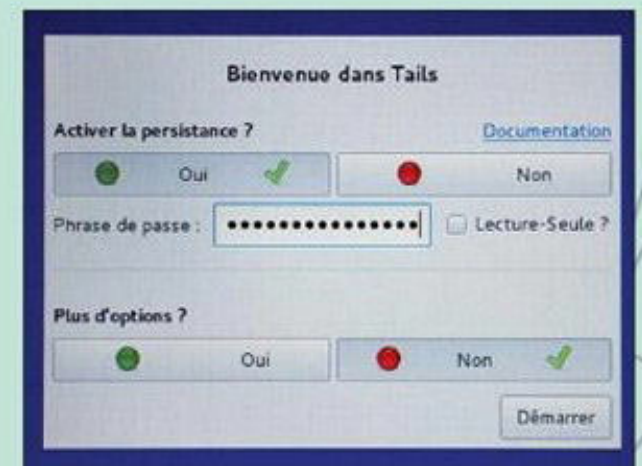 Bienvenue dans Tails
Activer la persistance ? Documentation
Oui Non
Phrase de passe : ••••••••••••••• Lecture-Seule ?
Plus d'options ?
Oui Non
Démarrer